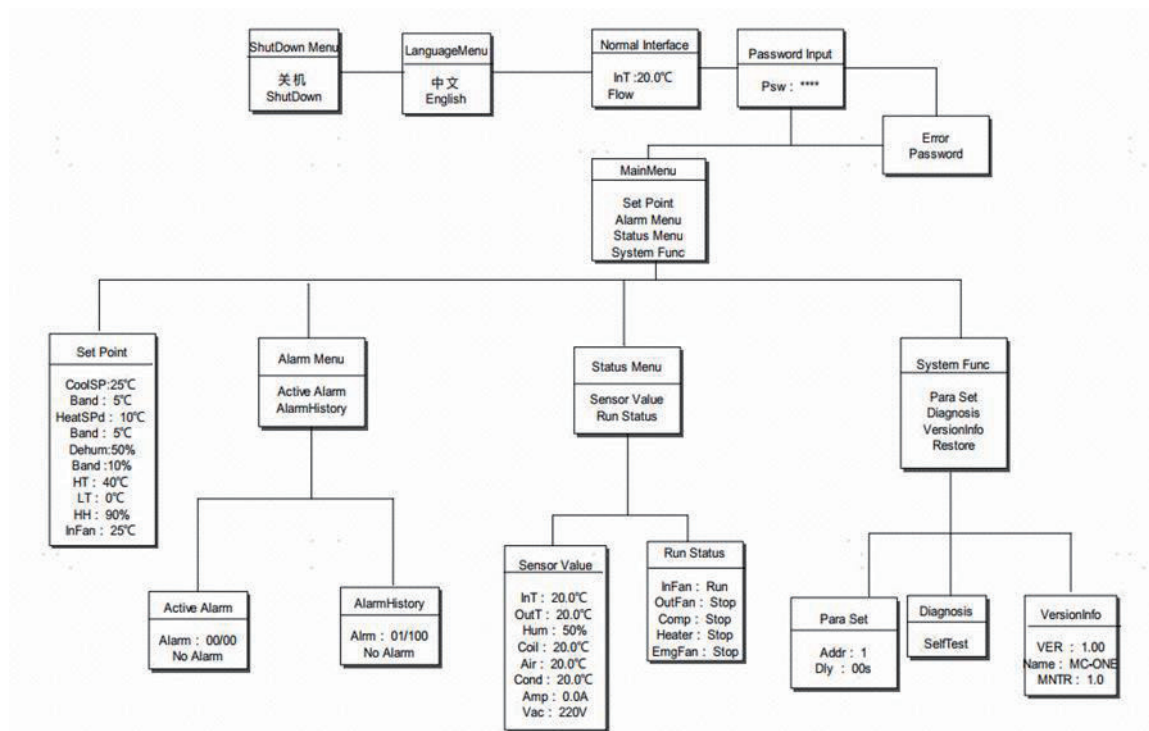 ShutDown Menu
关机
ShutDown
LanguageMenu
中文
English
Normal Interface
InT :20.0℃
Flow
Password Input
Psw : ****
Error
Password
MainMenu
Set Point
Alarm Menu
Status Menu
System Func
Set Point
CoolSP:25℃
Band : 5℃
HeatSPd : 10℃
Band : 5℃
Dehum:50%
Band :10%
HT : 40℃
LT : 0℃
HH : 90%
InFan : 25℃
Alarm Menu
Active Alarm
AlarmHistory
Status Menu
Sensor Value
Run Status
System Func
Para Set
Diagnosis
VersionInfo
Restore
Active Alarm
Alarm : 00/00
No Alarm
AlarmHistory
Alrm : 01/100
No Alarm
Sensor Value
InT : 20.0℃
OutT : 20.0℃
Hum : 50%
Coil : 20.0℃
Air : 20.0℃
Cond : 20.0℃
Amp : 0.0A
Vac : 220V
Run Status
InFan : Run
OutFan : Stop
Comp : Stop
Heater : Stop
EmgFan : Stop
Para Set
Addr : 1
Dly : 00s
Diagnosis
SelfTest
VersionInfo
VER : 1.00
Name : MC-ONE
MNTR : 1.0